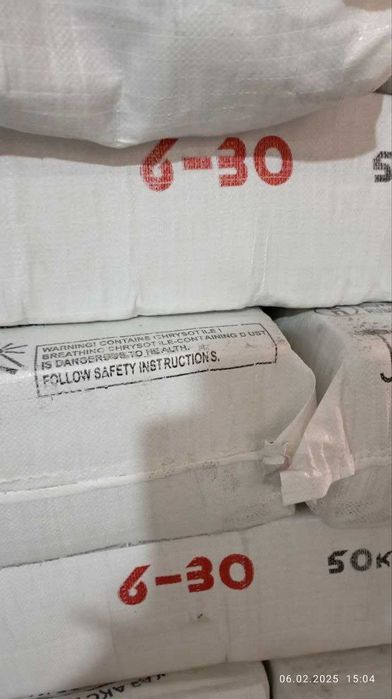 6-30
5
WARNING! CONTAINS CHRYSOTILE!
BREATHING CHRYSOTILE-CONTAINING DUST
IS DANGEROUS TO HEALTH.
FOLLOW SAFETY INSTRUCTIONS.
6-30
50K
06.02.2025 15:04